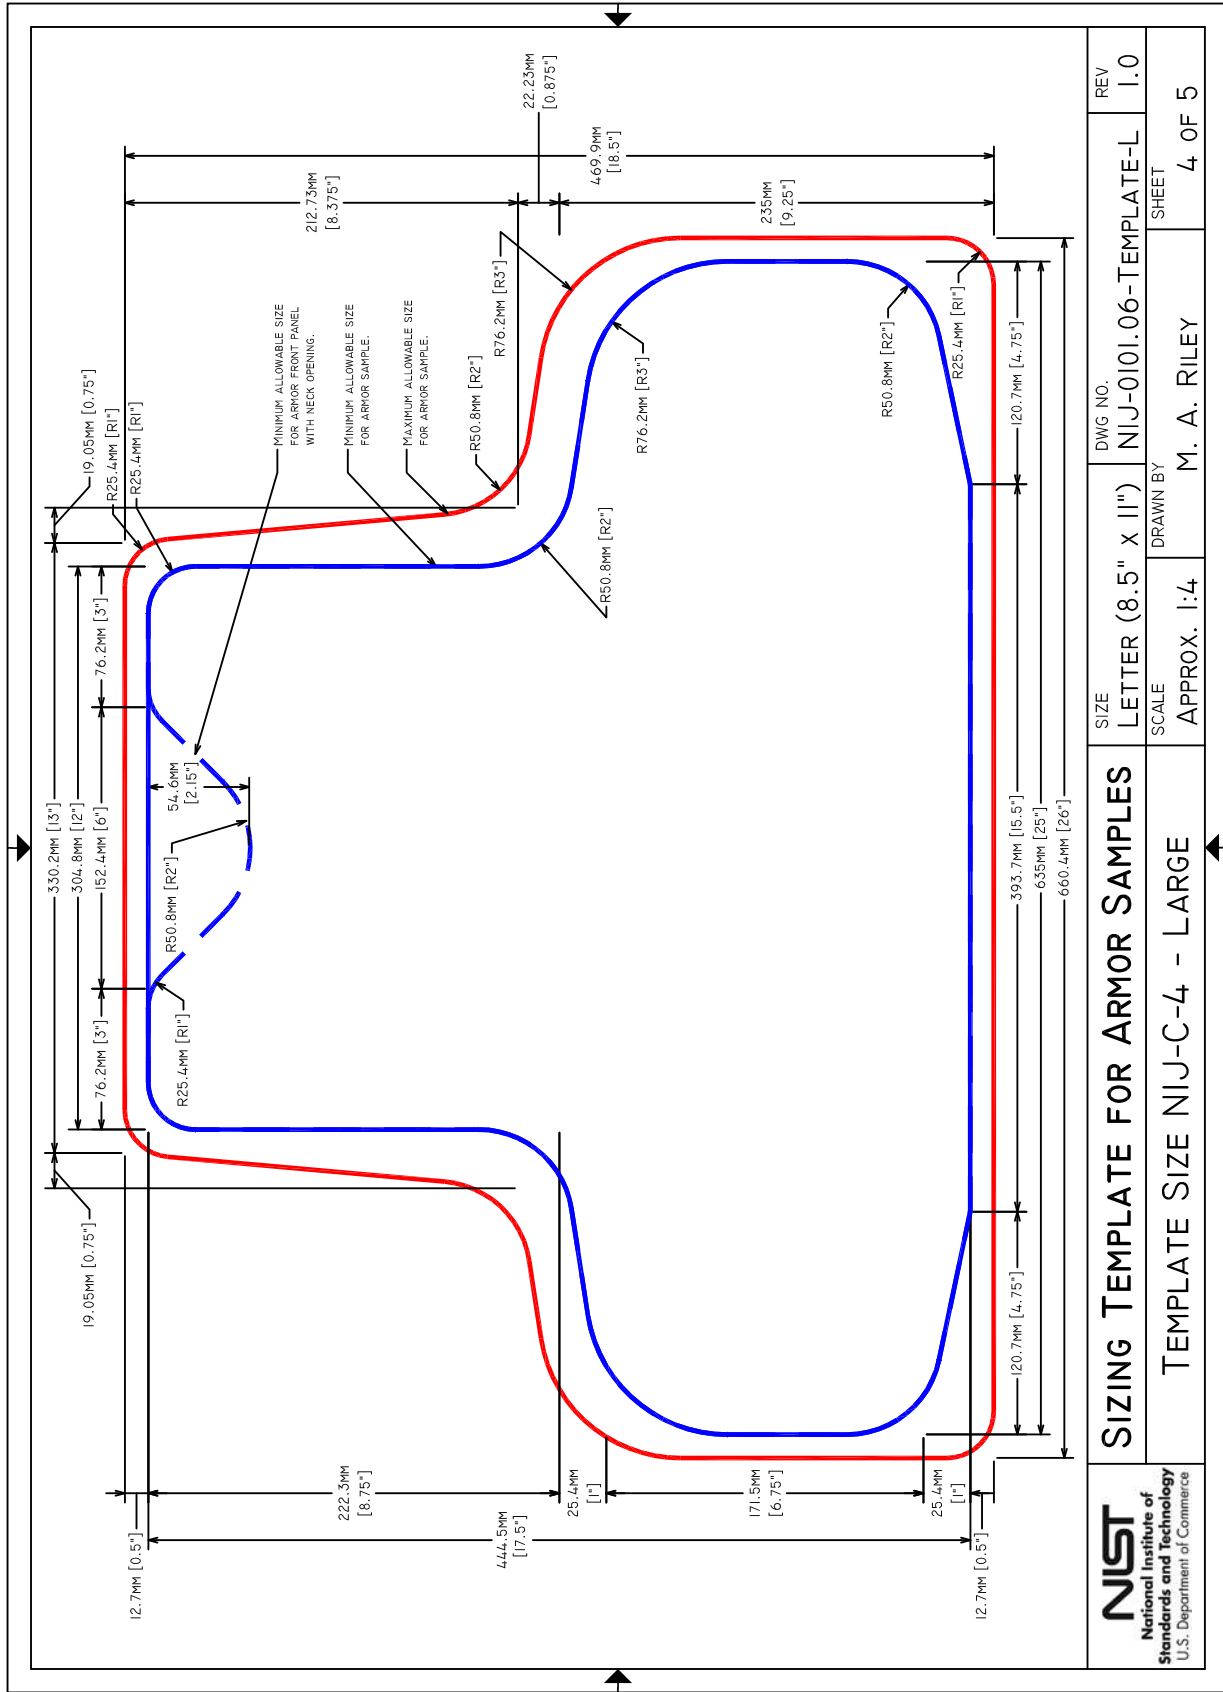 19.05MM [0.75"]
330.2MM [13"]
304.8MM [12"]
76.2MM [3"]
152.4MM [6"]
76.2MM [3"]
19.05MM [0.75"]
R25.4MM [R1"]
R25.4MM [R1"]
54.6MM
[2.15"]
R50.8MM [R2"]
R25.4MM [R1"]
MINIMUM ALLOWABLE SIZE
FOR ARMOR FRONT PANEL
WITH NECK OPENING.
MINIMUM ALLOWABLE SIZE
FOR ARMOR SAMPLE.
MAXIMUM ALLOWABLE SIZE
FOR ARMOR SAMPLE.
R50.8MM [R2"]
R76.2MM [R3"]
R50.8MM [R2"]
R76.2MM [R3"]
R50.8MM [R2"]
R25.4MM [R1"]
212.73MM
[8.375"]
22.23MM
[0.875"]
469.9MM
[18.5"]
235MM
[9.25"]
12.7MM [0.5"]
222.3MM
[8.75"]
444.5MM
[17.5"]
25.4MM
[1"]
171.5MM
[6.75"]
25.4MM
[1"]
12.7MM [0.5"]
120.7MM [4.75"]
393.7MM [15.5"]
120.7MM [4.75"]
635MM [25"]
660.4MM [26"]
NIST
National Institute of
Standards and Technology
U.S. Department of Commerce
SIZING TEMPLATE FOR ARMOR SAMPLES
TEMPLATE SIZE NIJ-C-4 - LARGE
SIZE
LETTER (8.5" X 11")
DWG NO.
NIJ-0101.06-TEMPLATE-L
REV
1.0
SCALE
APPROX. 1:4
DRAWN BY
M. A. RILEY
SHEET
4 OF 5